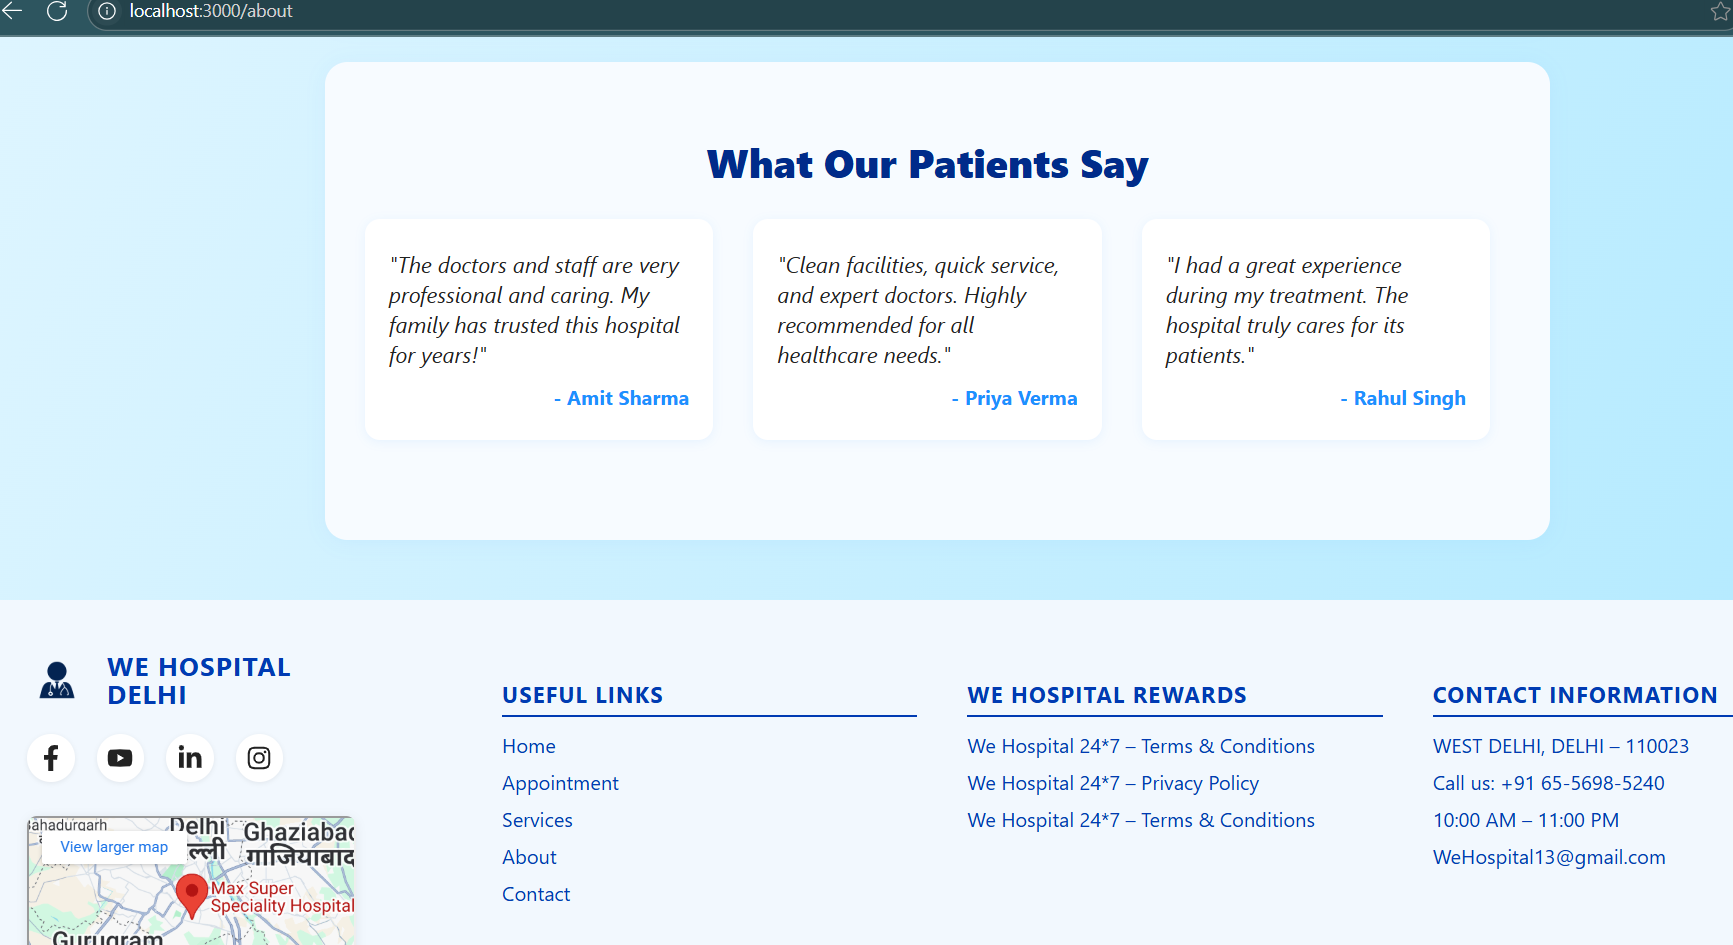 localhost:3000/about
What Our Patients Say
"The doctors and staff are very
professional and caring. My
family has trusted this hospital
for years!"
- Amit Sharma
"Clean facilities, quick service,
and expert doctors. Highly
recommended for all
healthcare needs."
- Priya Verma
"I had a great experience
during my treatment. The
hospital truly cares for its
patients."
- Rahul Singh
WE HOSPITAL
DELHI
in
View larger map
Delhi
Ghaziabad
गाजियाबाद
Max Super
Speciality Hospital
Gurugram
USEFUL LINKS
Home
Appointment
Services
About
Contact
WE HOSPITAL REWARDS
We Hospital 24*7 – Terms & Conditions
We Hospital 24*7 – Privacy Policy
We Hospital 24*7 – Terms & Conditions
CONTACT INFORMATION
WEST DELHI, DELHI – 110023
Call us: +91 65-5698-5240
10:00 AM – 11:00 PM
WeHospital13@gmail.com